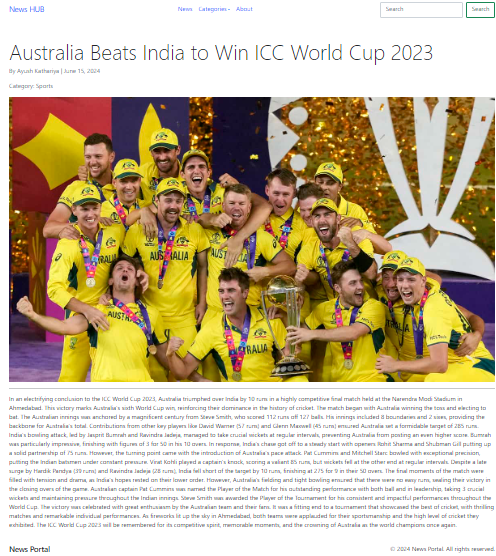 News HUB
News Categories About
Search Search
Australia Beats India to Win ICC World Cup 2023
By Ayush Kathariya | June 15, 2024
Category: Sports
AUSTRALIA
AUSTRALIA
AUSTRALIA
In an electrifying conclusion to the ICC World Cup 2023, Australia triumphed over India by 10 runs in a highly competitive final match held at the Narendra Modi Stadium in
Ahmedabad. This victory marks Australia's sixth World Cup win, reinforcing their dominance in the history of cricket. The match began with Australia winning the toss and electing to
bat. The Australian innings was anchored by a magnificent century from Steve Smith, who scored 112 runs off 127 balls. His innings included 8 boundaries and 2 sixes, providing the
backbone for Australia's total. Contributions from other key players like David Warner (57 runs) and Glenn Maxwell (45 runs) ensured Australia set a formidable target of 285 runs.
India's bowling attack, led by Jasprit Bumrah and Ravindra Jadeja, managed to take crucial wickets at regular intervals, preventing Australia from posting an even higher score. Bumrah
was particularly impressive, finishing with figures of 3 for 50 in his 10 overs. In response, India's chase got off to a steady start with openers Rohit Sharma and Shubman Gill putting up
a solid partnership of 75 runs. However, the turning point came with the introduction of Australia's pace attack. Pat Cummins and Mitchell Starc bowled with exceptional precision,
putting the Indian batsmen under constant pressure. Virat Kohli played a captain's knock, scoring a valiant 85 runs, but wickets fell at the other end at regular intervals. Despite a late
surge by Hardik Pandya (39 runs) and Ravindra Jadeja (28 runs), India fell short of the target by 10 runs, finishing at 275 for 9 in their 50 overs. The final moments of the match were
filled with tension and drama, as India's hopes rested on their lower order. However, Australia's fielding and tight bowling ensured that there were no easy runs, sealing their victory in
the closing overs of the game. Australian captain Pat Cummins was named the Player of the Match for his outstanding performance with both ball and in leadership, taking 3 crucial
wickets and maintaining pressure throughout the Indian innings. Steve Smith was awarded the Player of the Tournament for his consistent and impactful performances throughout the
World Cup. The victory was celebrated with great enthusiasm by the Australian team and their fans. It was a fitting end to a tournament that showcased the best of cricket, with thrilling
matches and remarkable individual performances. As fireworks lit up the sky in Ahmedabad, both teams were applauded for their sportsmanship and the high level of cricket they
exhibited. The ICC World Cup 2023 will be remembered for its competitive spirit, memorable moments, and the crowning of Australia as the world champions once again.
News Portal
© 2024 News Portal. All rights reserved.